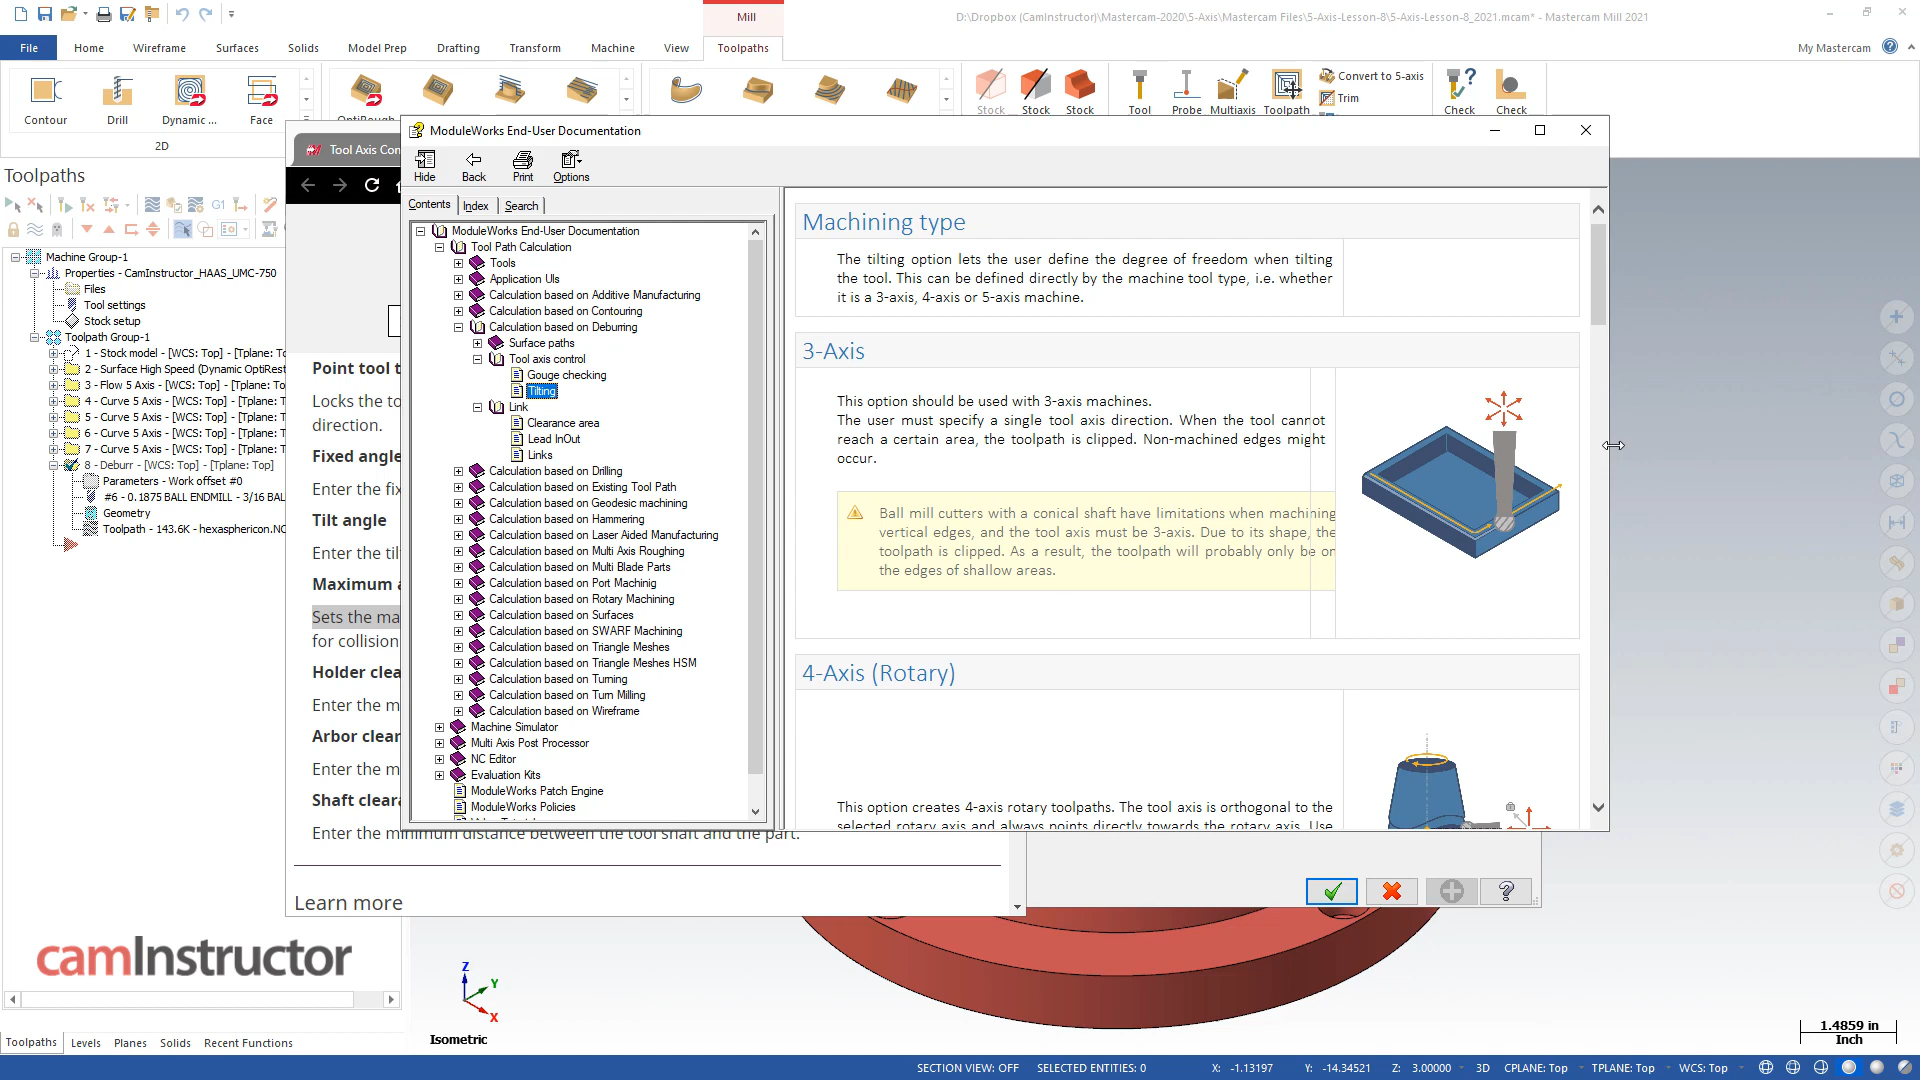 Mill
D:\Dropbox (CamInstructor)\Mastercam-2020\5-Axis\Mastercam Files\5-Axis-Lesson-8\5-Axis-Lesson-8_2021.mcam* - Mastercam Mill 2021
File
Home
Wireframe
Surfaces
Solids
Model Prep
Drafting
Transform
Machine
View
Toolpaths
My Mastercam
Contour
Drill
Dynamic ...
Face
2D
OptiRough
Stock
Stock
Stock
Tool
Probe
Multiaxis
Toolpath
Convert to 5-axis
Trim
Check
Check
Toolpaths
G1
Machine Group-1
Properties - CamInstructor_HAAS_UMC-750
Files
Tool settings
Stock setup
Toolpath Group-1
1 - Stock model - [WCS: Top] - [Tplane: T
2 - Surface High Speed (Dynamic OptiRest
3 - Flow 5 Axis - [WCS: Top] - [Tplane: To
4 - Curve 5 Axis - [WCS: Top] - [Tplane: T
5 - Curve 5 Axis - [WCS: Top] - [Tplane: T
6 - Curve 5 Axis - [WCS: Top] - [Tplane: T
7 - Curve 5 Axis - [WCS: Top] - [Tplane: T
8 - Deburr - [WCS: Top] - [Tplane: Top]
Parameters - Work offset #0
#6 - 0.1875 BALL ENDMILL - 3/16 BAL
Geometry
Toolpath - 143.6K - hexasphericon.NC
Tool Axis Con
Point tool t
Locks the to
direction.
Fixed angle
Enter the fix
Tilt angle
Enter the tilt
Maximum a
Sets the ma
for collision
Holder clea
Enter the m
Arbor clear
Enter the m
Shaft cleara
Enter the minimum distance between the tool shaft and the part.
Learn more
ModuleWorks End-User Documentation
Hide
Back
Print
Options
Contents
Index
Search
ModuleWorks End-User Documentation
Tool Path Calculation
Tools
Application UIs
Calculation based on Additive Manufacturing
Calculation based on Contouring
Calculation based on Deburring
Surface paths
Tool axis control
Gouge checking
Tilting
Link
Clearance area
Lead InOut
Links
Calculation based on Drilling
Calculation based on Existing Tool Path
Calculation based on Geodesic machining
Calculation based on Hammering
Calculation based on Laser Aided Manufacturing
Calculation based on Multi Axis Roughing
Calculation based on Multi Blade Parts
Calculation based on Port Machinig
Calculation based on Rotary Machining
Calculation based on Surfaces
Calculation based on SWARF Machining
Calculation based on Triangle Meshes
Calculation based on Triangle Meshes HSM
Calculation based on Turning
Calculation based on Turn Milling
Calculation based on Wireframe
Machine Simulator
Multi Axis Post Processor
NC Editor
Evaluation Kits
ModuleWorks Patch Engine
ModuleWorks Policies
Machining type
The tilting option lets the user define the degree of freedom when tilting
the tool. This can be defined directly by the machine tool type, i.e. whether
it is a 3-axis, 4-axis or 5-axis machine.
3-Axis
This option should be used with 3-axis machines.
The user must specify a single tool axis direction. When the tool cannot
reach a certain area, the toolpath is clipped. Non-machined edges might
occur.
Ball mill cutters with a conical shaft have limitations when machining
vertical edges, and the tool axis must be 3-axis. Due to its shape, the
toolpath is clipped. As a result, the toolpath will probably only be on
the edges of shallow areas.
4-Axis (Rotary)
This option creates 4-axis rotary toolpaths. The tool axis is orthogonal to the
selected rotary axis and always points directly towards the rotary axis. Use
camInstructor
Z
Y
X
Isometric
1.4859 in
Inch
Toolpaths
Levels
Planes
Solids
Recent Functions
SECTION VIEW: OFF
SELECTED ENTITIES: 0
X: -1.13197
Y: -14.34521
Z: 3.00000
3D
CPLANE: Top
TPLANE: Top
WCS: Top